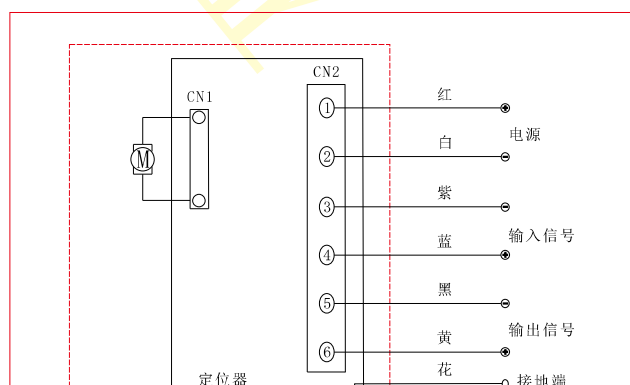 CN2
CN1
① 红
电源
② 白
M
③ 紫
输入信号
④ 蓝
⑤ 黑
输出信号
⑥ 黄
花
定位器
接地端